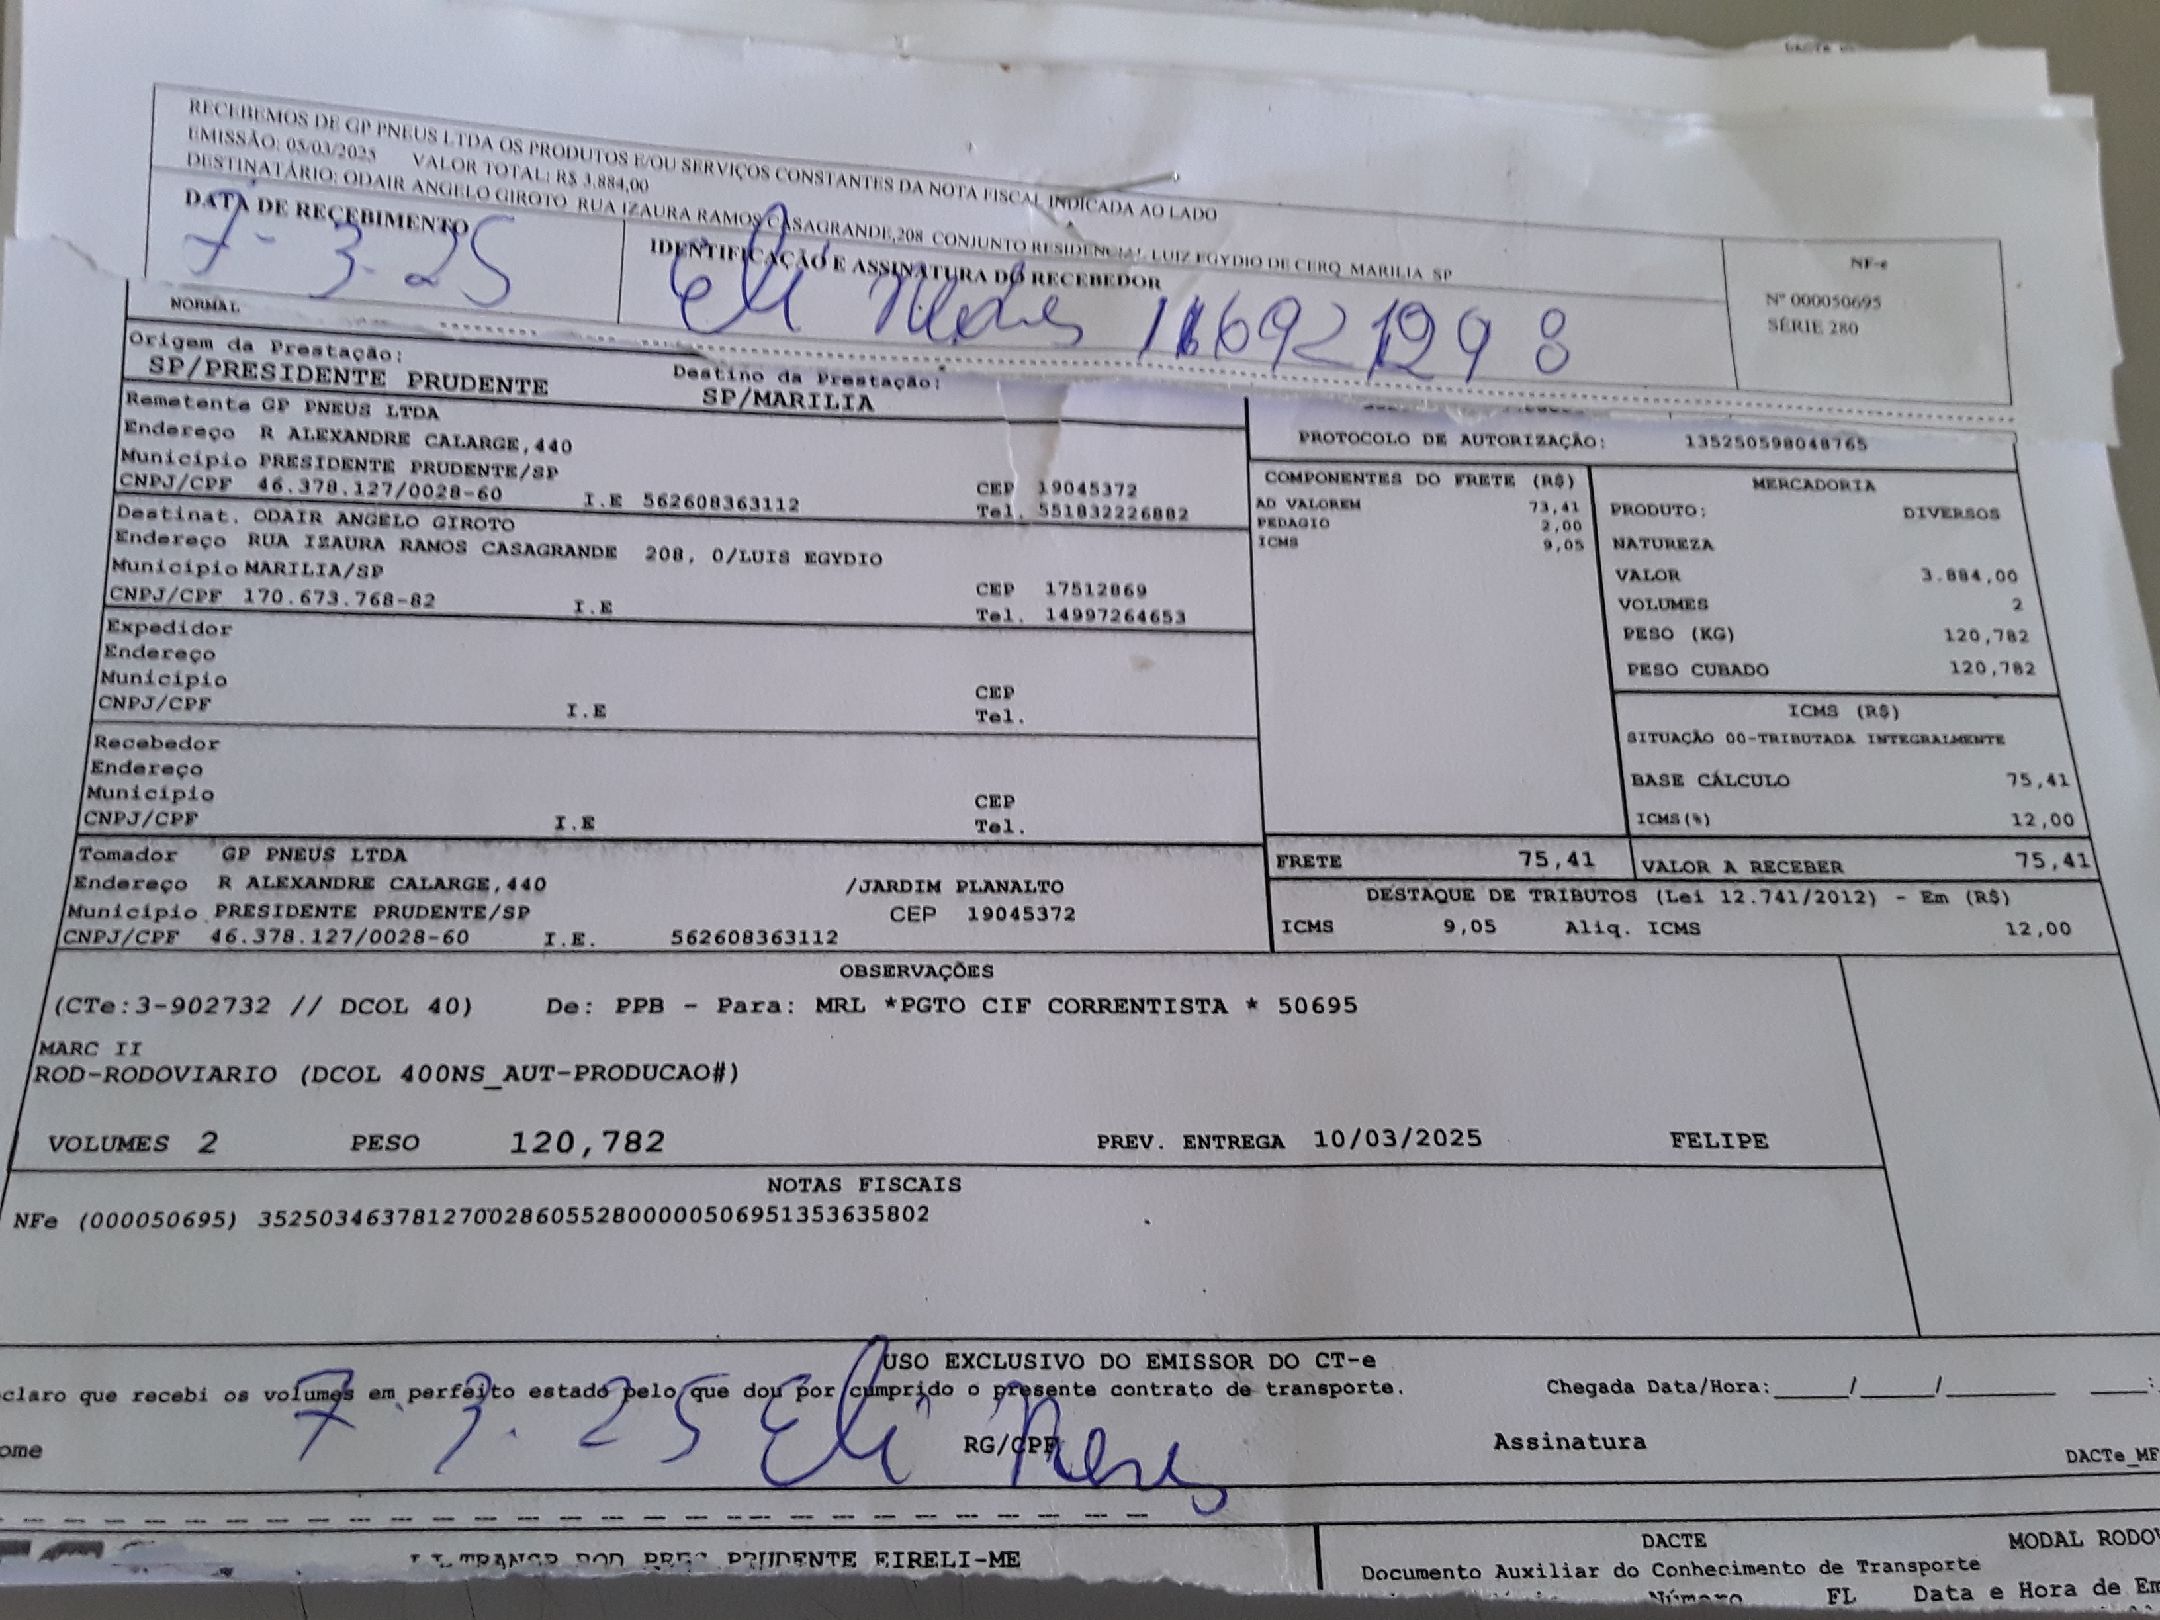 RECEBEMOS DE GP PNEUS LTDA OS PRODUTOS E/OU SERVIÇOS CONSTANTES DA NOTA FISCAL INDICADA AO LADO
EMISSÃO: 05/03/2025 VALOR TOTAL: R$ 3.884,00
DESTINATÁRIO: ODAIR ANGELO GIROTO RUA IZAURA RAMOS CASAGRANDE,208 CONJUNTO RESIDENCIAL LUIZ EGYDIO DE CERQ MARILIA SP
DATA DE RECEBIMENTO
7-3-25
IDENTIFICAÇÃO E ASSINATURA DO RECEBEDOR
Eli
NF-e
Nº 000050695
SÉRIE 280
NORMAL
Origem da Prestação:
SP/PRESIDENTE PRUDENTE
Destino da Prestação:
SP/MARILIA
Remetente GP PNEUS LTDA
Endereço R ALEXANDRE CALARGE,440
Município PRESIDENTE PRUDENTE/SP
CEP 19045372
CNPJ/CPF 46.378.127/0028-60 I.E 562608363112 Tel. 551832226882
Destinat. ODAIR ANGELO GIROTO
Endereço RUA IZAURA RAMOS CASAGRANDE 208, 0/LUIS EGYDIO
Município MARILIA/SP CEP 17512869
CNPJ/CPF 170.673.768-82 I.E Tel. 14997264653
Expedidor
Endereço
Município CEP
CNPJ/CPF I.E Tel.
Recebedor
Endereço
Município CEP
CNPJ/CPF I.E Tel.
Tomador GP PNEUS LTDA
Endereço R ALEXANDRE CALARGE,440 /JARDIM PLANALTO
Município PRESIDENTE PRUDENTE/SP CEP 19045372
CNPJ/CPF 46.378.127/0028-60 I.E. 562608363112
PROTOCOLO DE AUTORIZAÇÃO: 135250598048765
COMPONENTES DO FRETE (R$)
AD VALOREM 73,41
PEDAGIO 2,00
ICMS 9,05
MERCADORIA
PRODUTO: DIVERSOS
NATUREZA
VALOR 3.884,00
VOLUMES 2
PESO (KG) 120,782
PESO CUBADO 120,782
ICMS (R$)
SITUAÇÃO 00-TRIBUTADA INTEGRALMENTE
BASE CÁLCULO 75,41
ICMS(%) 12,00
FRETE 75,41
VALOR A RECEBER 75,41
DESTAQUE DE TRIBUTOS (Lei 12.741/2012) - Em (R$)
ICMS 9,05 Aliq. ICMS 12,00
OBSERVAÇÕES
(CTe:3-902732 // DCOL 40) De: PPB - Para: MRL *PGTO CIF CORRENTISTA * 50695
MARC II
ROD-RODOVIARIO (DCOL 400NS_AUT-PRODUCAO#)
VOLUMES 2 PESO 120,782 PREV. ENTREGA 10/03/2025 FELIPE
NOTAS FISCAIS
NFe (000050695) 35250346378127002860552800000506951353635802
USO EXCLUSIVO DO EMISSOR DO CT-e
claro que recebi os volumes em perfeito estado pelo que dou por cumprido o presente contrato de transporte. Chegada Data/Hora:_____/_____/_______ ____:
7 3. 25 Eli
ome RG/CPF Assinatura
DACTe_MF
PRUDENTE EIRELI-ME
DACTE MODAL RODOV
Documento Auxiliar do Conhecimento de Transporte
Número FL Data e Hora de Em